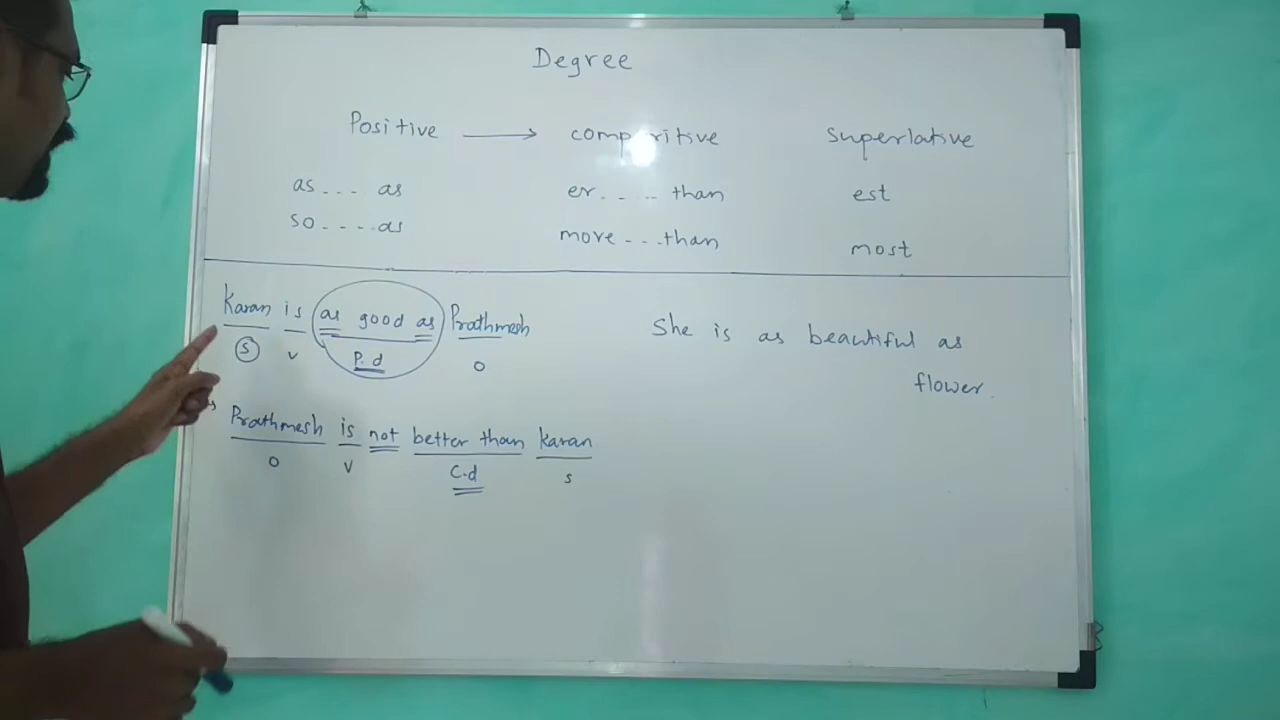 Degree
Positive → comparitive superlative
as - - - as er - - - - than est
so - - - - as more - - - than most
Karan is as good as Prathmesh
S v P.d o
Prathmesh is not better than karan
o v C.d s
She is as beautiful as
flower.